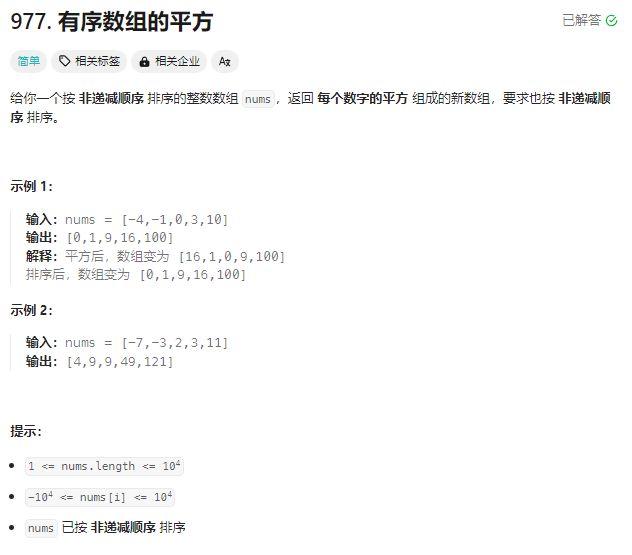 977. 有序数组的平方
已解答
简单 相关标签 相关企业 Az
给你一个按 非递减顺序 排序的整数数组 nums，返回 每个数字的平方 组成的新数组，要求也按 非递减顺
序 排序。
示例 1：
输入：nums = [-4,-1,0,3,10]
输出：[0,1,9,16,100]
解释：平方后，数组变为 [16,1,0,9,100]
排序后，数组变为 [0,1,9,16,100]
示例 2：
输入：nums = [-7,-3,2,3,11]
输出：[4,9,9,49,121]
提示：
1 <= nums.length <= 10⁴
-10⁴ <= nums[i] <= 10⁴
nums 已按 非递减顺序 排序